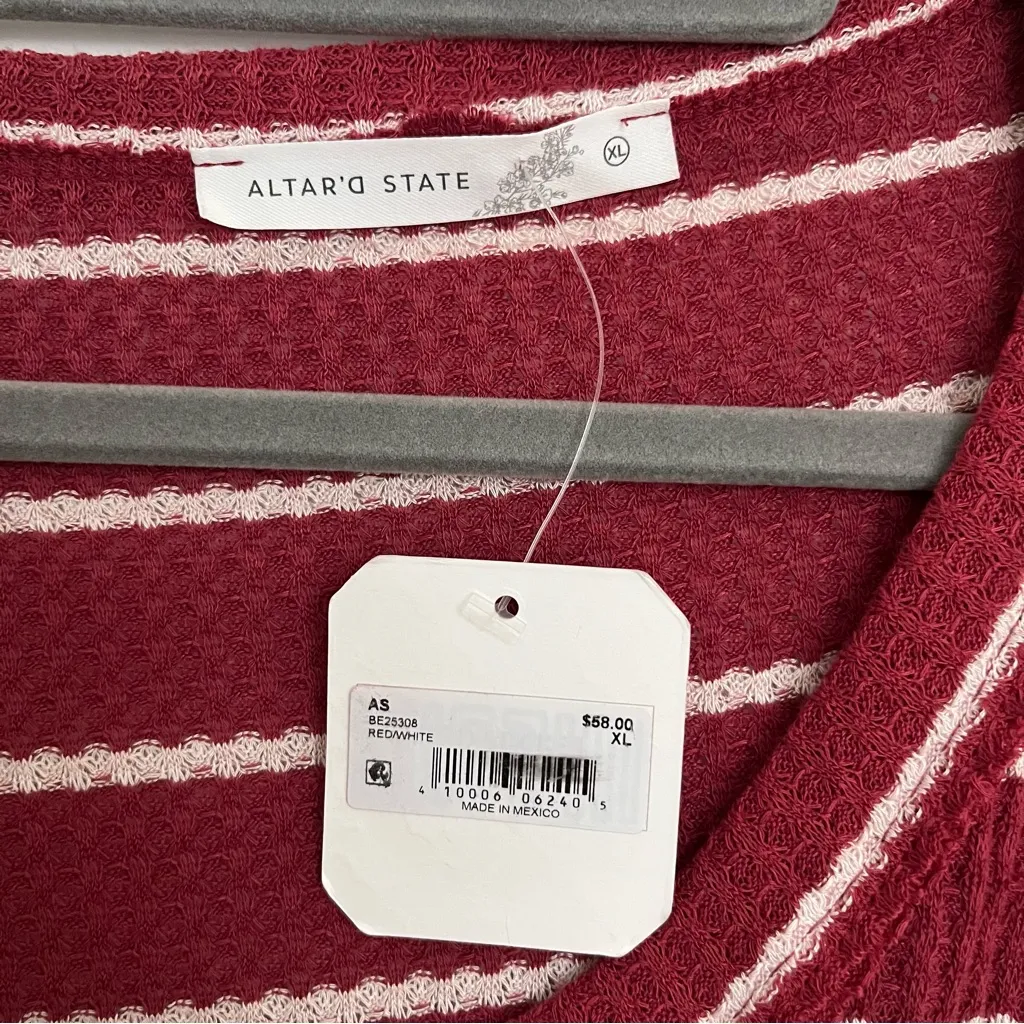 ALTAR'D STATE
XL
AS
BE25308
RED/WHITE
$58.00
XL
4 10006 06240 5
MADE IN MEXICO